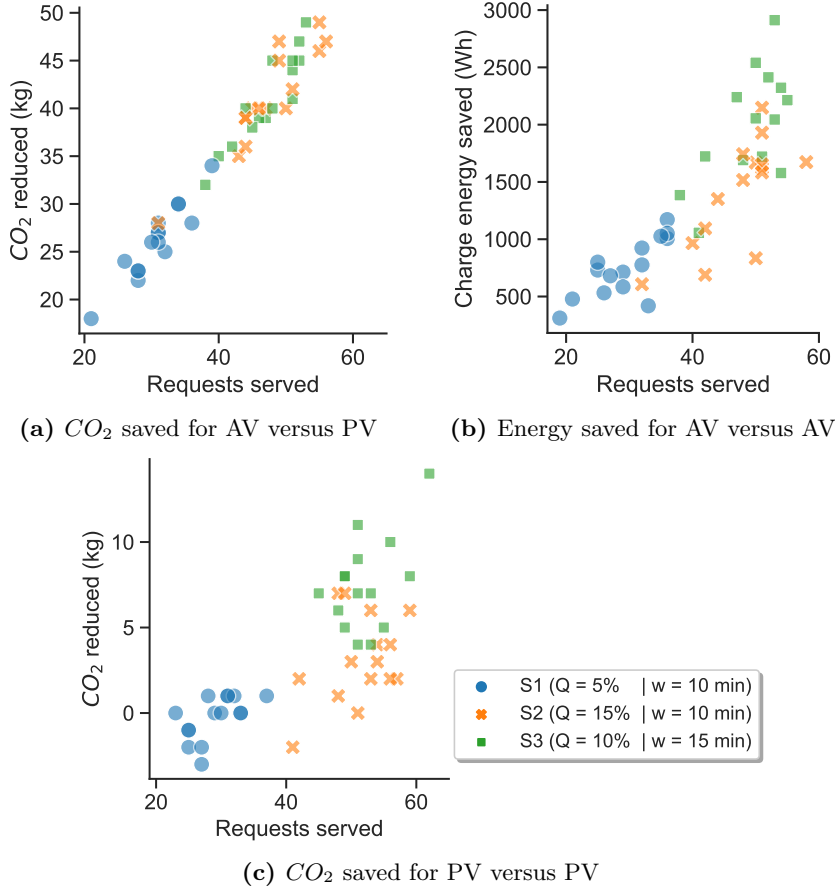 50
45
40
35
30
25
20
CO₂ reduced (kg)
20 40 60
Requests served
(a) CO₂ saved for AV versus PV
3000
2500
2000
1500
1000
500
Charge energy saved (Wh)
20 40 60
Requests served
(b) Energy saved for AV versus AV
10
5
0
CO₂ reduced (kg)
20 40 60
Requests served
S1 (Q = 5% | w = 10 min)
S2 (Q = 15% | w = 10 min)
S3 (Q = 10% | w = 15 min)
(c) CO₂ saved for PV versus PV